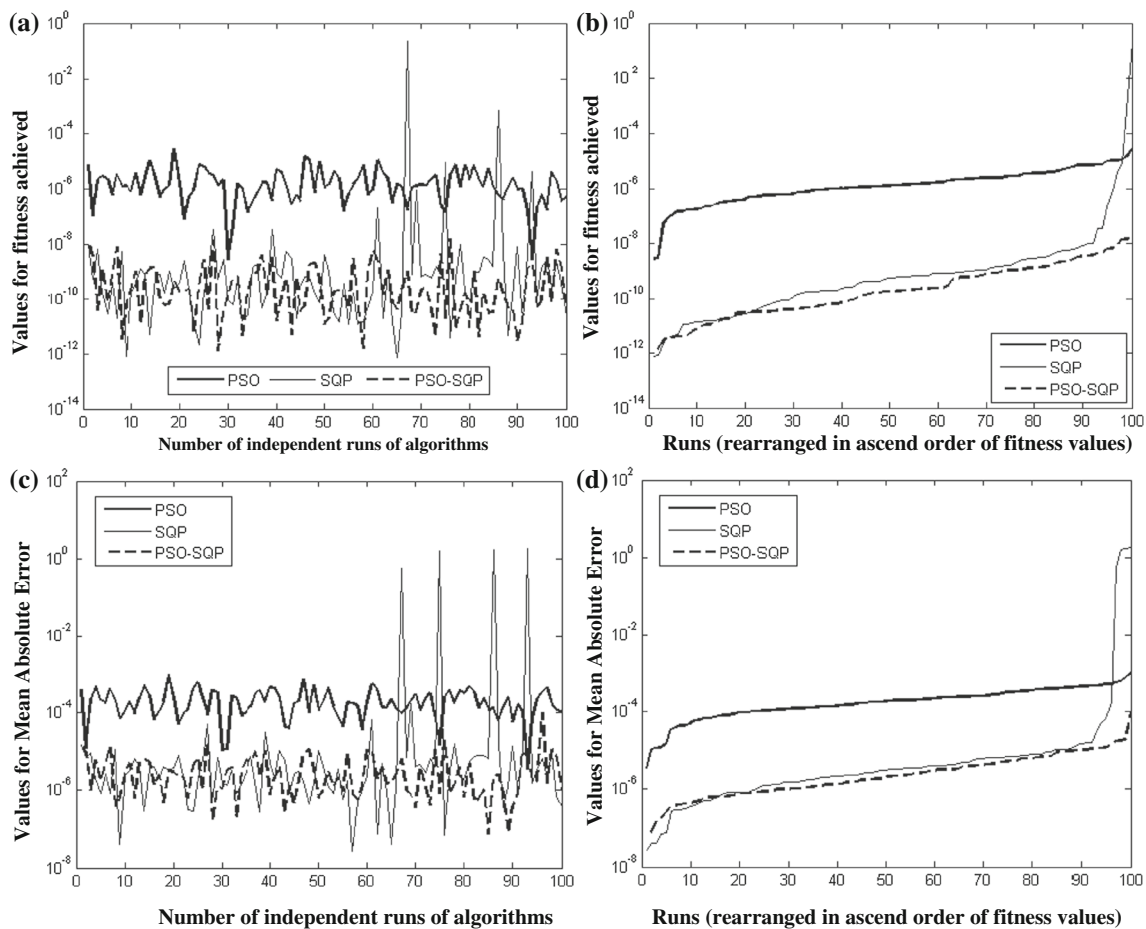 (a)
Values for fitness achieved
10^0
10^-2
10^-4
10^-6
10^-8
10^-10
10^-12
10^-14
PSO SQP PSO-SQP
0 10 20 30 40 50 60 70 80 90 100
Number of independent runs of algorithms
(b)
Values for fitness achieved
10^0
10^-2
10^-4
10^-6
10^-8
10^-10
10^-12
10^-14
PSO
SQP
PSO-SQP
0 10 20 30 40 50 60 70 80 90 100
Runs (rearranged in ascend order of fitness values)
(c)
Values for Mean Absolute Error
10^2
10^0
10^-2
10^-4
10^-6
10^-8
PSO
SQP
PSO-SQP
0 10 20 30 40 50 60 70 80 90 100
Number of independent runs of algorithms
(d)
Values for Mean Absolute Error
10^2
10^0
10^-2
10^-4
10^-6
10^-8
PSO
SQP
PSO-SQP
0 10 20 30 40 50 60 70 80 90 100
Runs (rearranged in ascend order of fitness values)